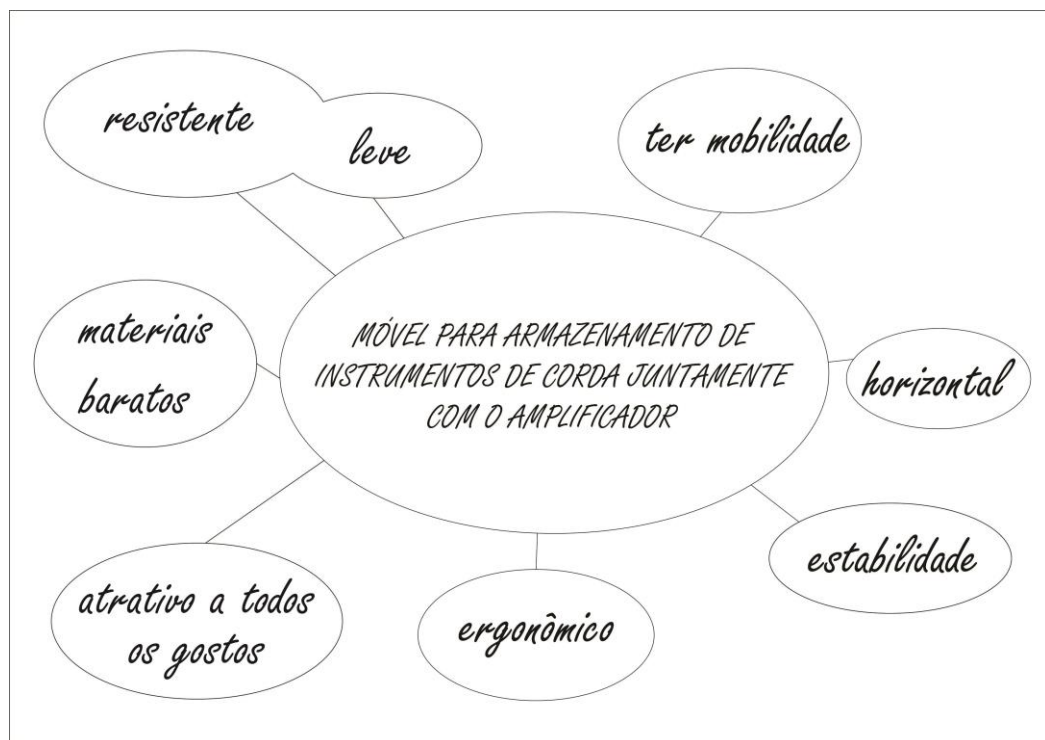 resistente
leve
ter mobilidade
MÓVEL PARA ARMAZENAMENTO DE
INSTRUMENTOS DE CORDA JUNTAMENTE
COM O AMPLIFICADOR
materiais
baratos
horizontal
estabilidade
atrativo a todos
os gostos
ergonômico